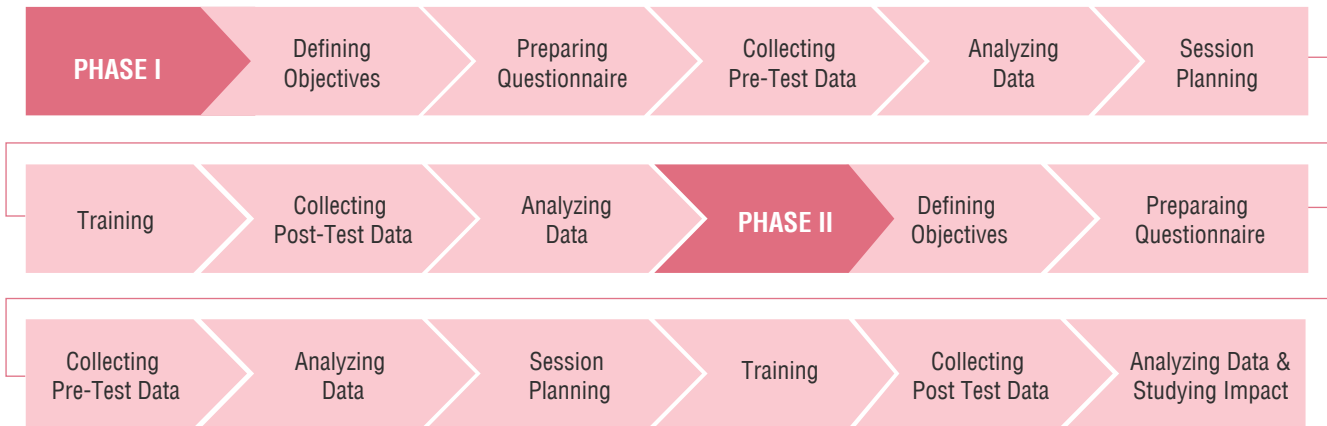 PHASE I
Defining
Objectives
Preparing
Questionnaire
Collecting
Pre-Test Data
Analyzing
Data
Session
Planning
Training
Collecting
Post-Test Data
Analyzing
Data
PHASE II
Defining
Objectives
Preparaing
Questionnaire
Collecting
Pre-Test Data
Analyzing
Data
Session
Planning
Training
Collecting
Post Test Data
Analyzing Data &
Studying Impact